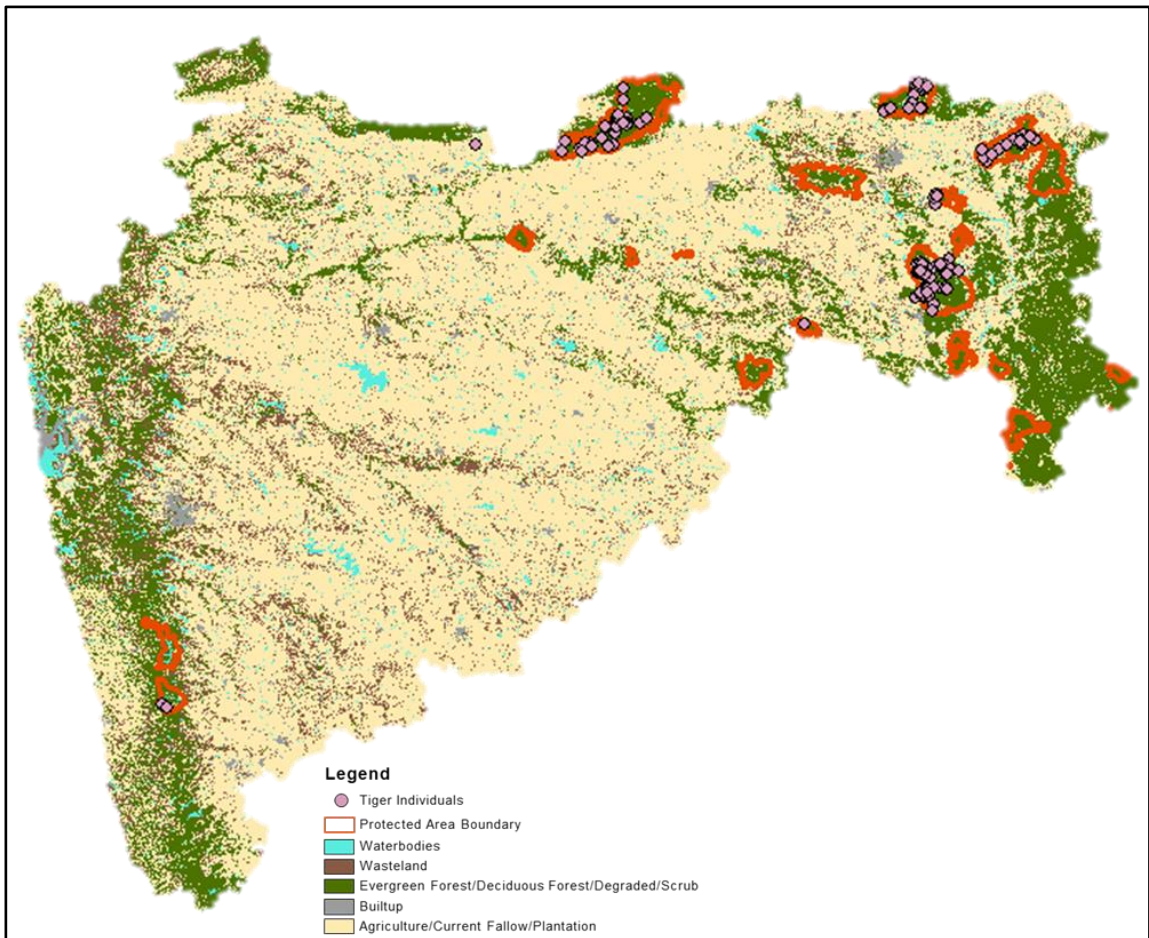 Legend
Tiger Individuals
Protected Area Boundary
Waterbodies
Wasteland
Evergreen Forest/Deciduous Forest/Degraded/Scrub
Builtup
Agriculture/Current Fallow/Plantation